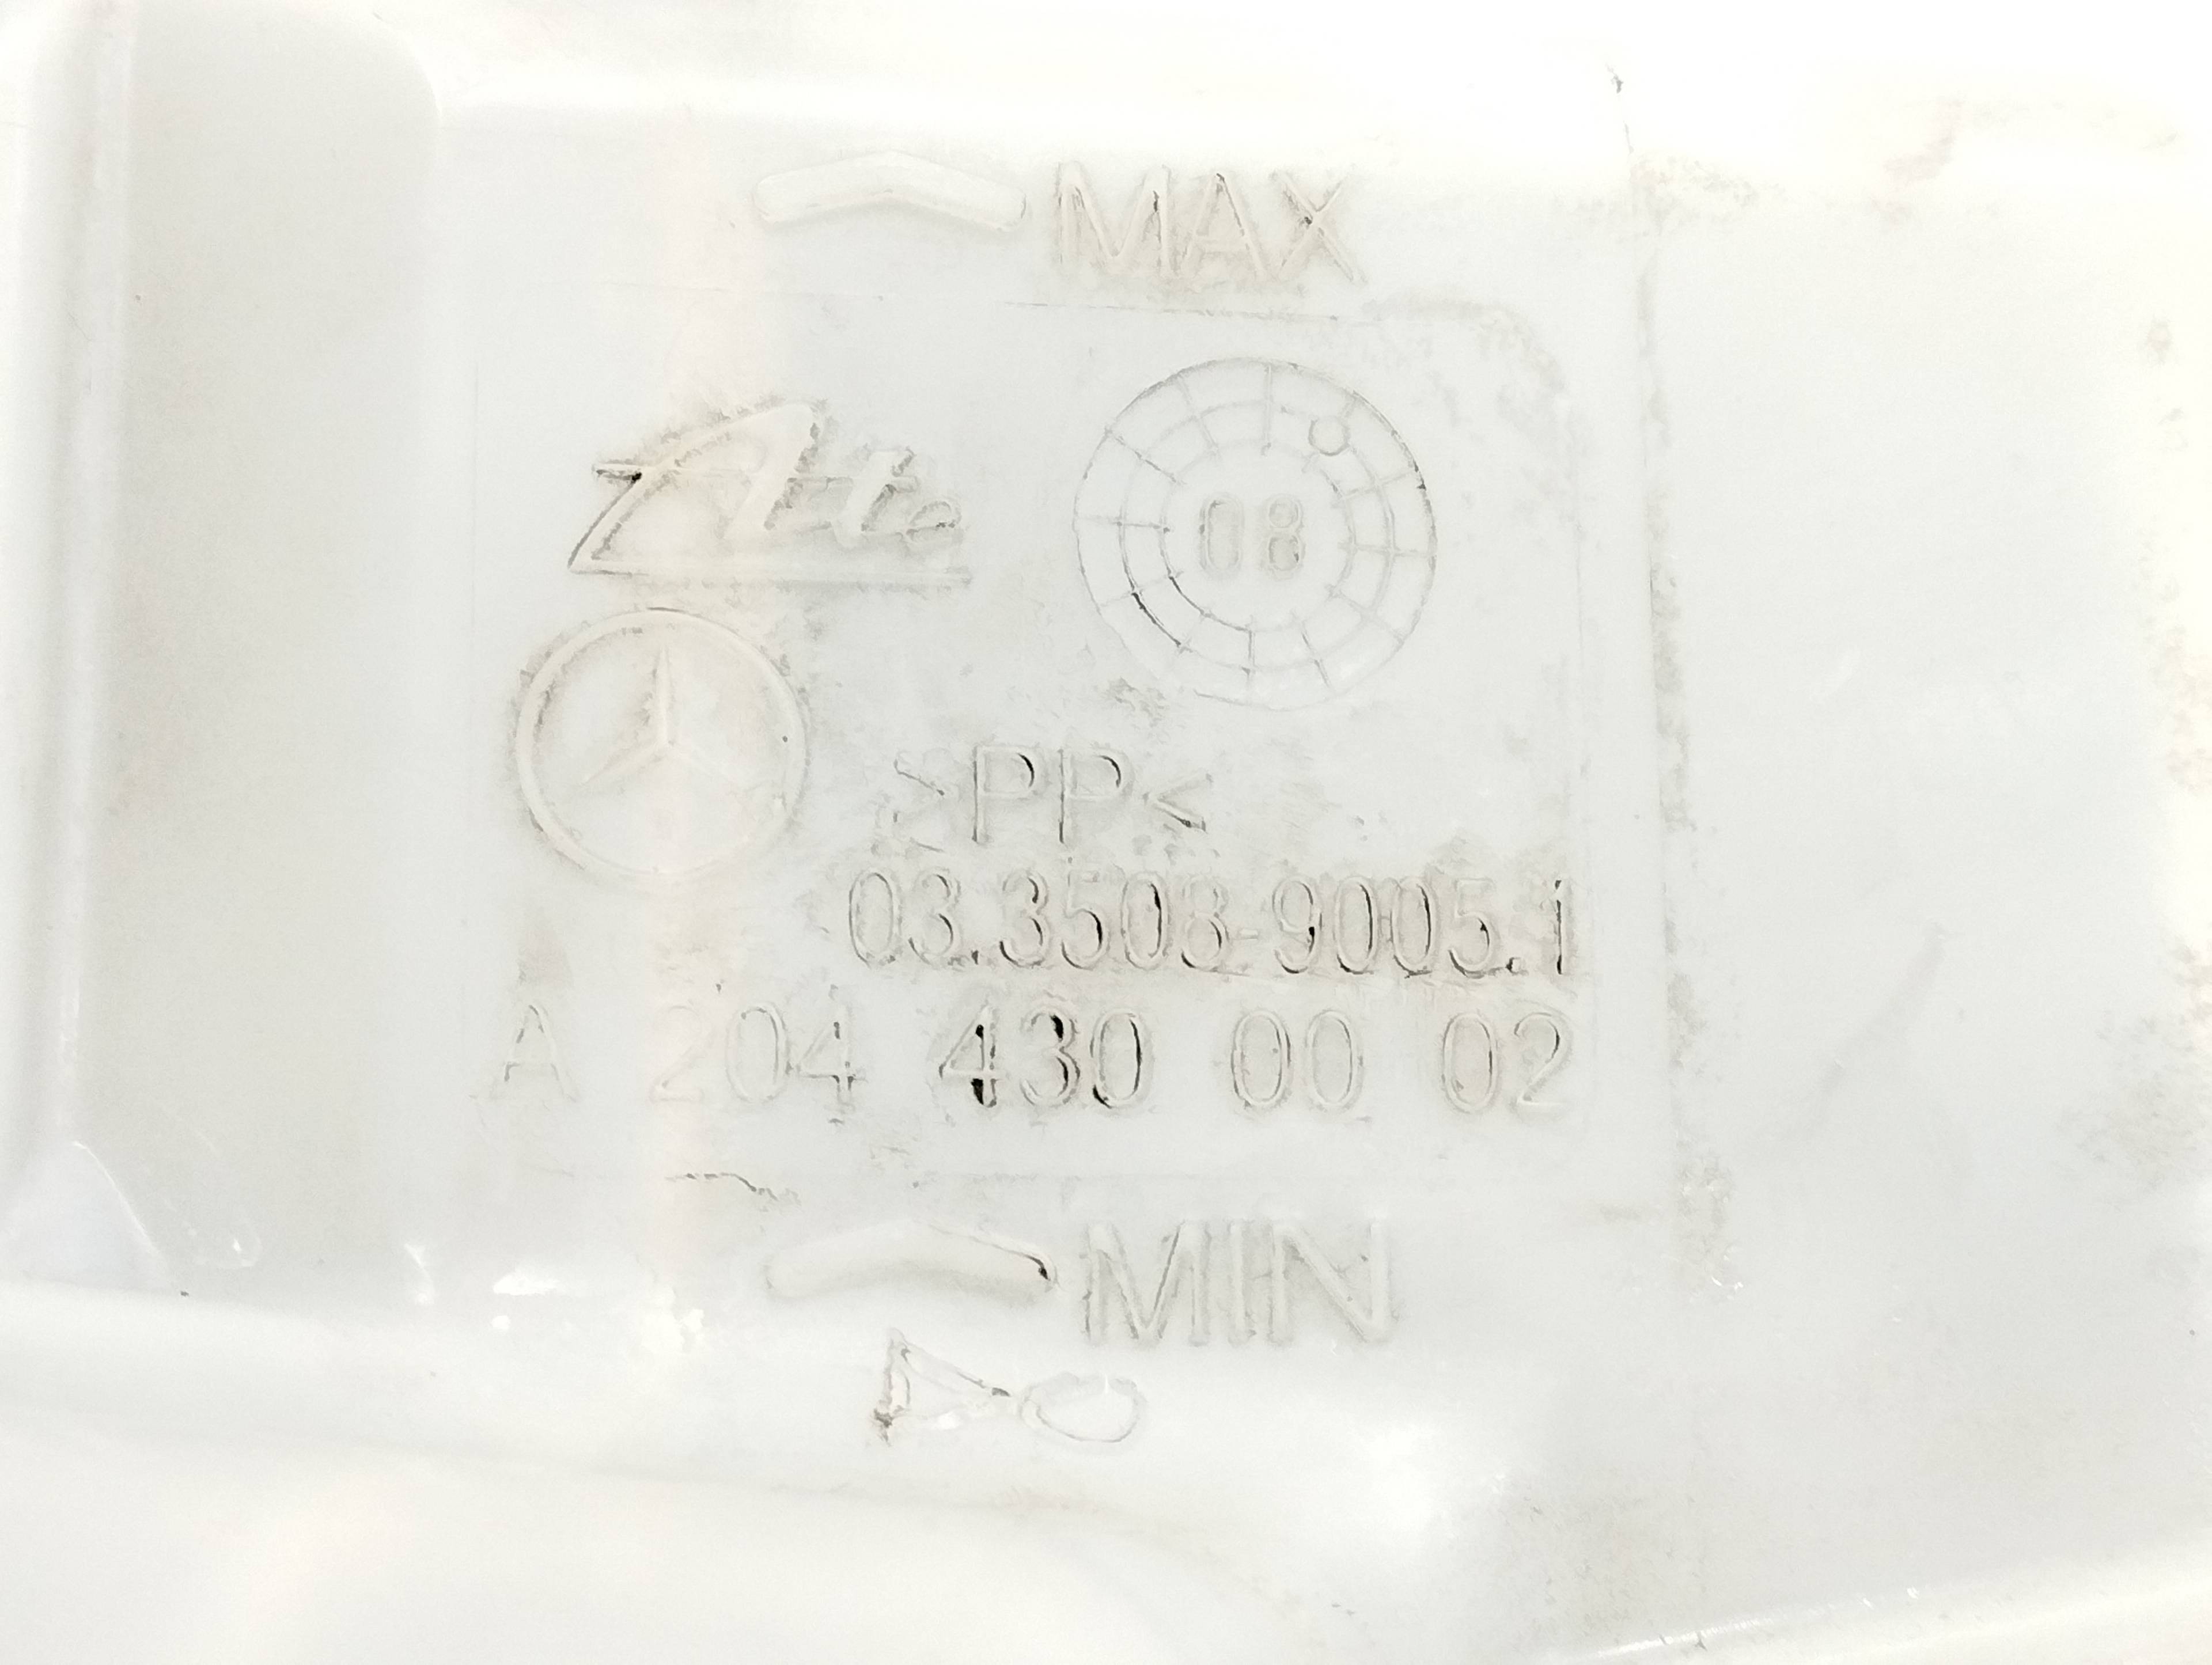 MAX
Ate
08
>PP<
03.3508-9005.1
A 204 430 00 02
MIN